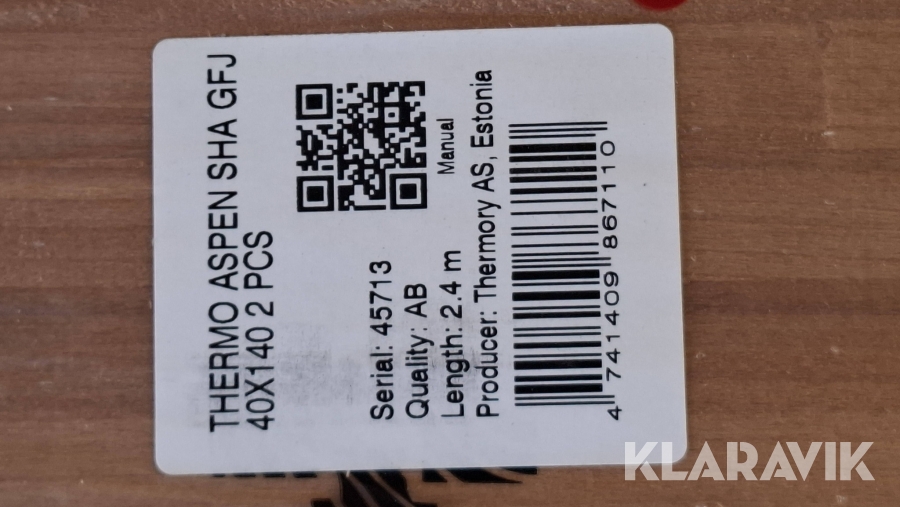 THERMO ASPEN SHA GFJ
40X140 2 PCS
Serial: 45713
Quality: AB
Length: 2.4 m
Manual
Producer: Thermory AS, Estonia
4 741409 867110
KLARAVIK